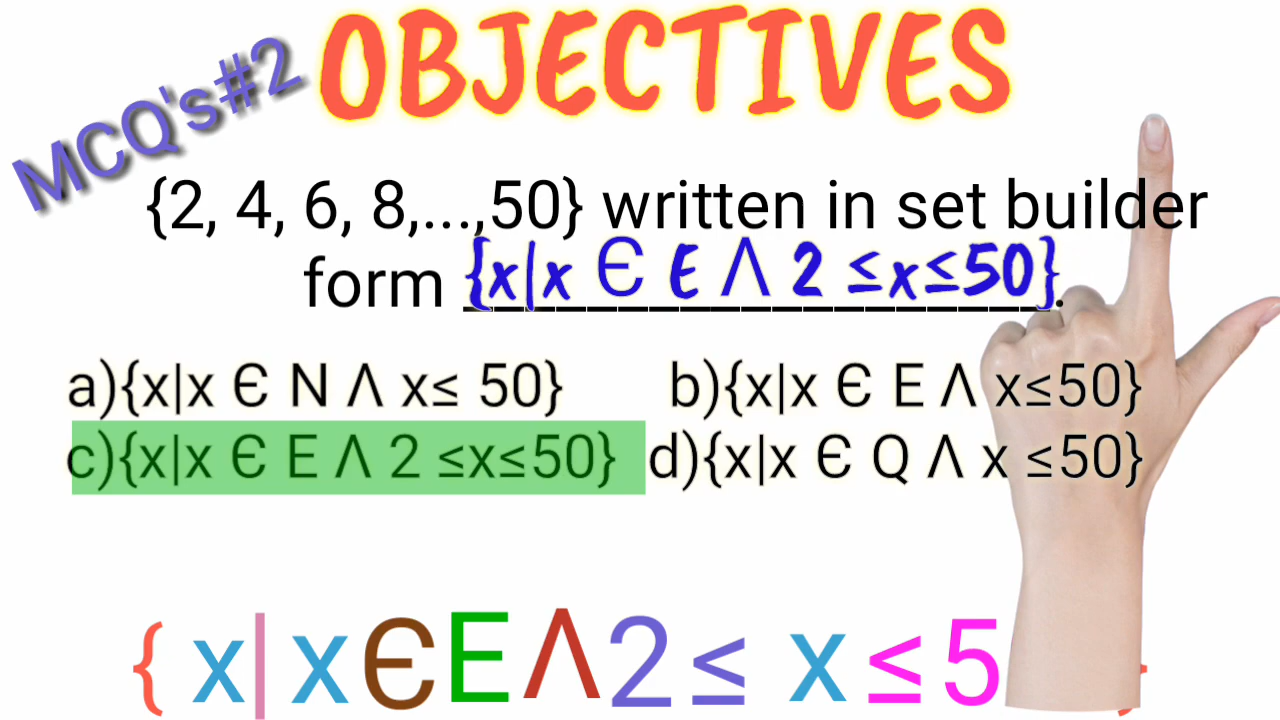 OBJECTIVES
MCQ's#2
{2, 4, 6, 8,...,50} written in set builder
form {x|x Є E Λ 2 ≤x≤50}.
a){x|x Є N Λ x≤ 50} b){x|x Є E Λ x≤50}
c){x|x Є E Λ 2 ≤x≤50} d){x|x Є Q Λ x ≤50}
{ x| x Є E Λ 2 ≤ x ≤ 5 }